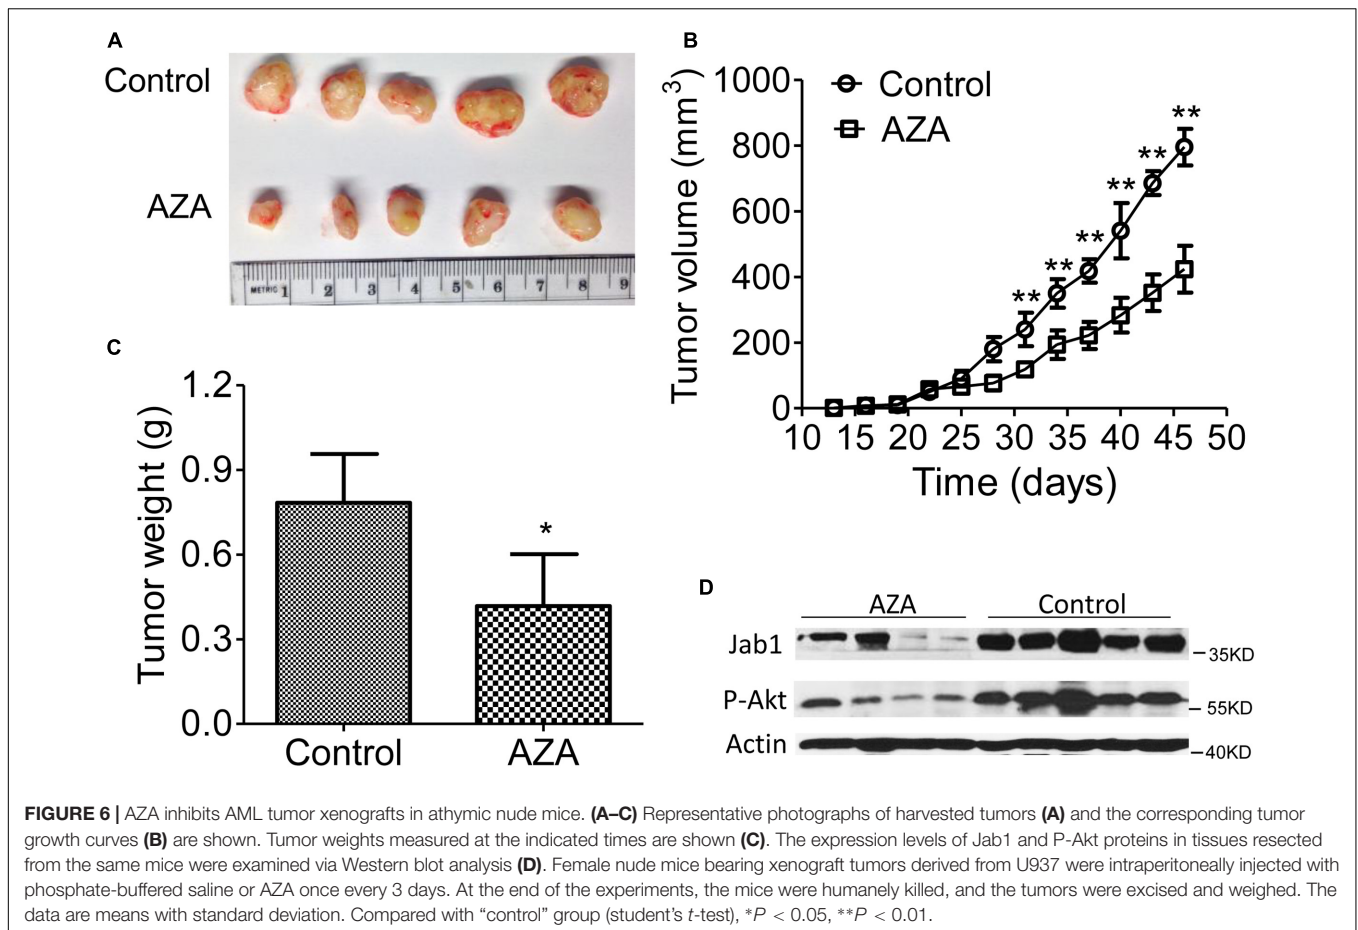 A
Control
AZA
METRIC 1 2 3 4 5 6 7 8 9
B
Tumor volume (mm³)
1000
800
600
400
200
0
Control
AZA
**
**
**
**
**
**
10 15 20 25 30 35 40 45 50
Time (days)
C
Tumor weight (g)
1.2
0.9
0.6
0.3
0.0
*
Control AZA
D
AZA Control
Jab1 35KD
P-Akt 55KD
Actin 40KD
FIGURE 6 | AZA inhibits AML tumor xenografts in athymic nude mice. (A–C) Representative photographs of harvested tumors (A) and the corresponding tumor
growth curves (B) are shown. Tumor weights measured at the indicated times are shown (C). The expression levels of Jab1 and P-Akt proteins in tissues resected
from the same mice were examined via Western blot analysis (D). Female nude mice bearing xenograft tumors derived from U937 were intraperitoneally injected with
phosphate-buffered saline or AZA once every 3 days. At the end of the experiments, the mice were humanely killed, and the tumors were excised and weighed. The
data are means with standard deviation. Compared with “control” group (student’s t-test), *P < 0.05, **P < 0.01.